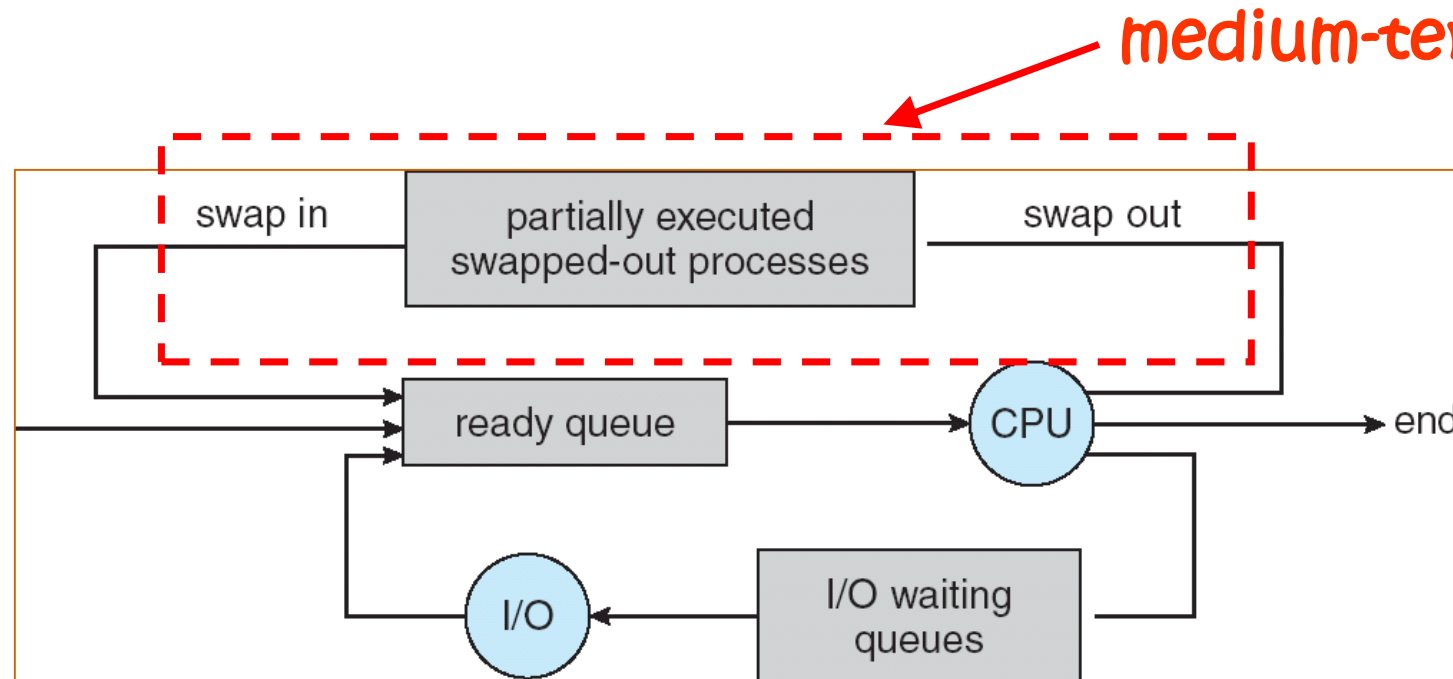 medium-te
swap in
partially executed
swapped-out processes
swap out
ready queue
CPU
end
I/O
I/O waiting
queues